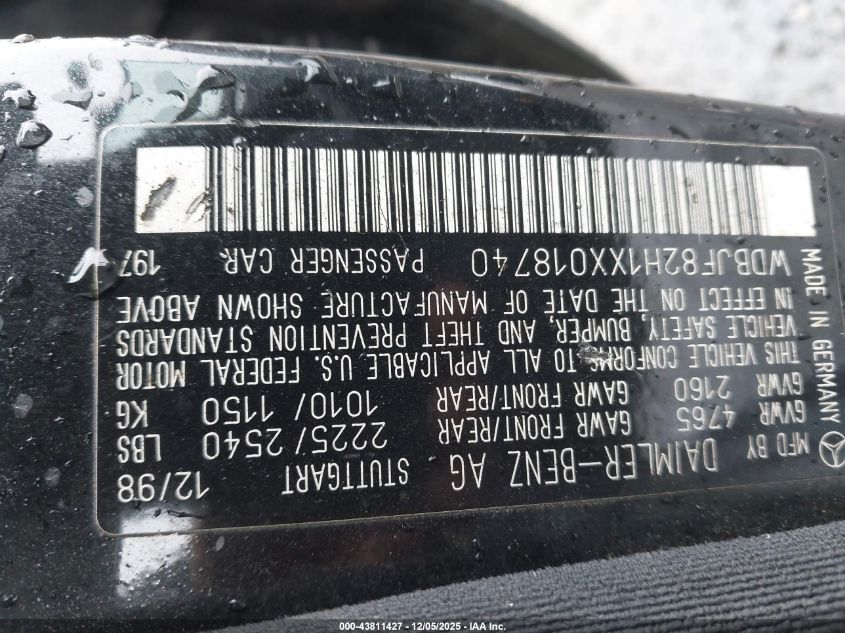 MFD BY DAIMLER-BENZ AG STUTTGART 12/98
GVWR 4765 GAWR FRONT/REAR 2225/2540 LBS
GVWR 2160 GAWR FRONT/REAR 1010/1150 KG
THIS VEHICLE CONFORMS TO ALL APPLICABLE U.S. FEDERAL MOTOR
VEHICLE SAFETY, BUMPER, AND THEFT PREVENTION STANDARDS
IN EFFECT ON THE DATE OF MANUFACTURE SHOWN ABOVE
WDBJF82H1XX018740 PASSENGER CAR 197
MADE IN GERMANY
000-43811427 - 12/05/2025 - IAA Inc.